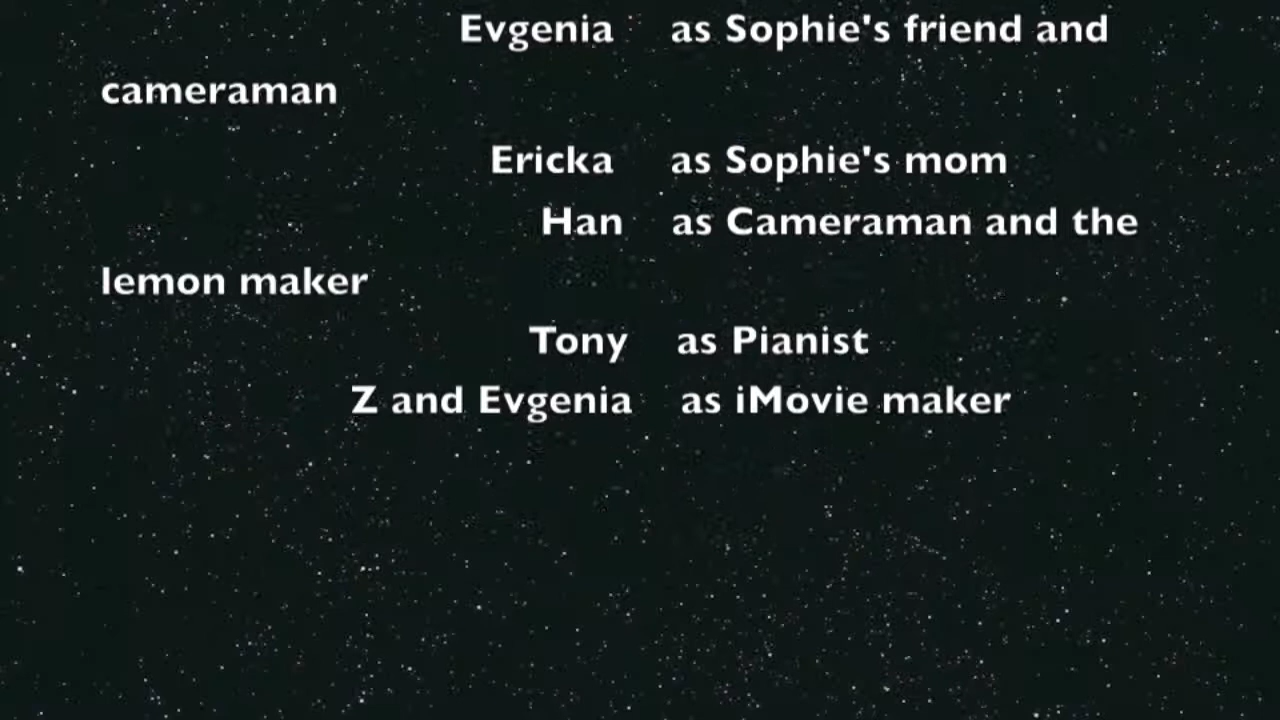 Evgenia as Sophie's friend and
cameraman
Ericka as Sophie's mom
Han as Cameraman and the
lemon maker
Tony as Pianist
Z and Evgenia as iMovie maker